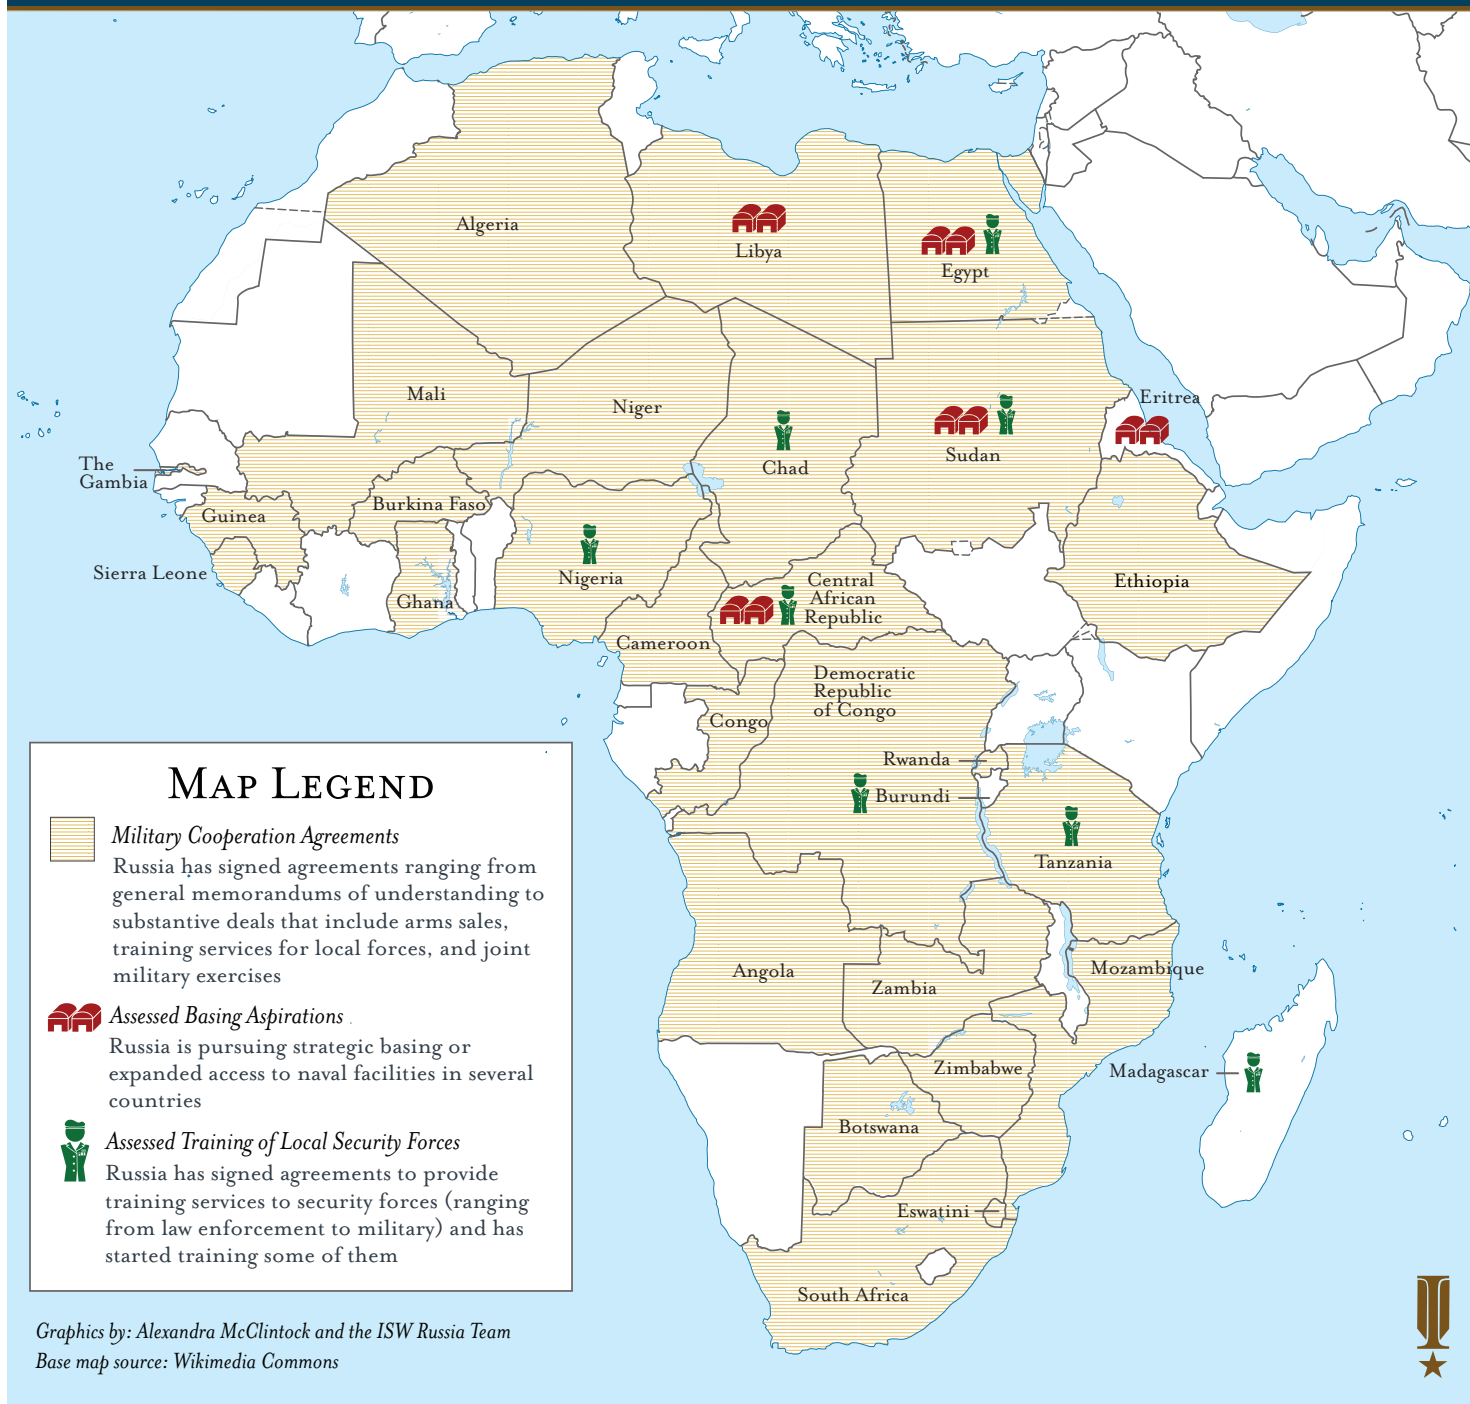 Algeria
Libya
Egypt
Mali
Niger
Chad
Sudan
Eritrea
The
Gambia
Guinea
Burkina Faso
Sierra Leone
Ghana
Nigeria
Central
African
Republic
Ethiopia
Cameroon
Democratic
Republic
of Congo
Congo
Rwanda
Burundi
Tanzania
Angola
Zambia
Mozambique
Zimbabwe
Madagascar
Botswana
Eswatini
South Africa
MAP LEGEND
Military Cooperation Agreements
Russia has signed agreements ranging from
general memorandums of understanding to
substantive deals that include arms sales,
training services for local forces, and joint
military exercises
Assessed Basing Aspirations
Russia is pursuing strategic basing or
expanded access to naval facilities in several
countries
Assessed Training of Local Security Forces
Russia has signed agreements to provide
training services to security forces (ranging
from law enforcement to military) and has
started training some of them
Graphics by: Alexandra McClintock and the ISW Russia Team
Base map source: Wikimedia Commons